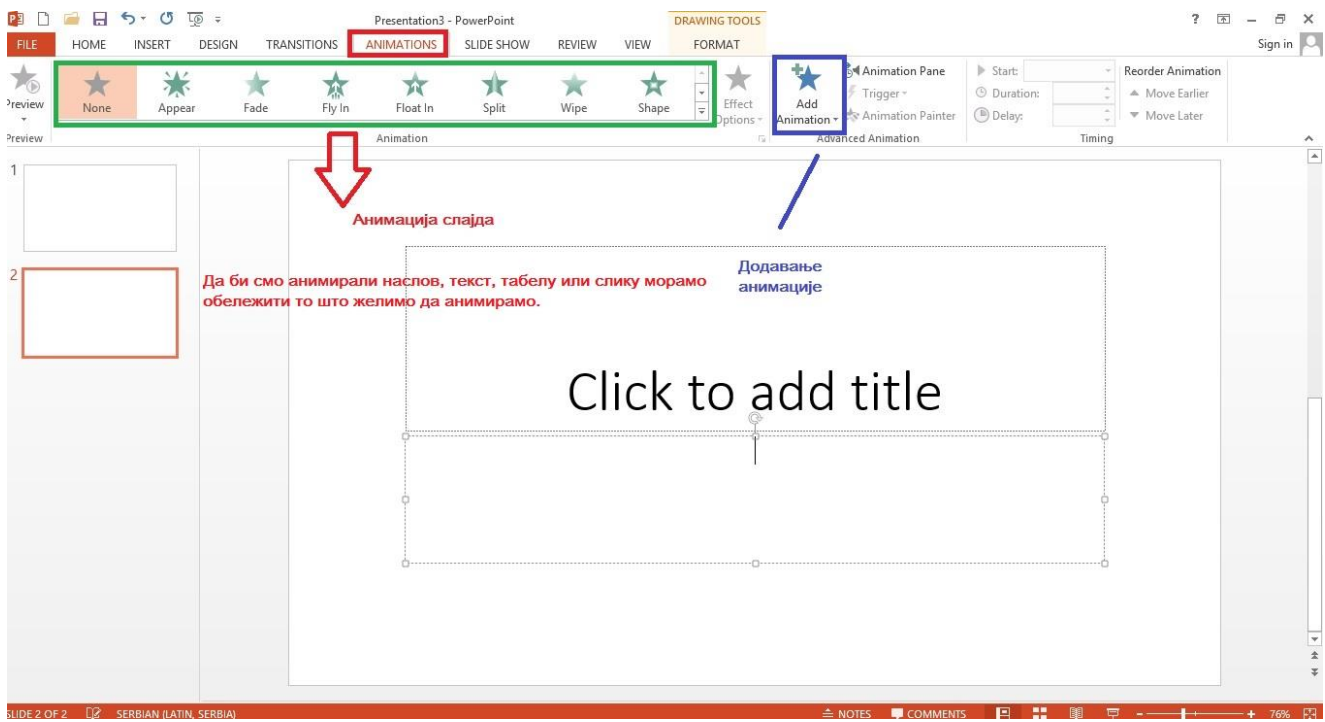 Presentation3 - PowerPoint
DRAWING TOOLS
FILE HOME INSERT DESIGN TRANSITIONS ANIMATIONS SLIDE SHOW REVIEW VIEW FORMAT Sign in
Preview
None Appear Fade Fly In Float In Split Wipe Shape
Effect Options
Add Animation
Animation Pane
Trigger
Animation Painter
Start:
Duration:
Delay:
Reorder Animation
Move Earlier
Move Later
Preview Animation Advanced Animation Timing
1
2
Анимација слајда
Да би смо анимирали наслов, текст, табелу или слику морамо
обележити то што желимо да анимирамо.
Додавање
анимације
Click to add title
SLIDE 2 OF 2 SERBIAN (LATIN, SERBIA) NOTES COMMENTS 76%